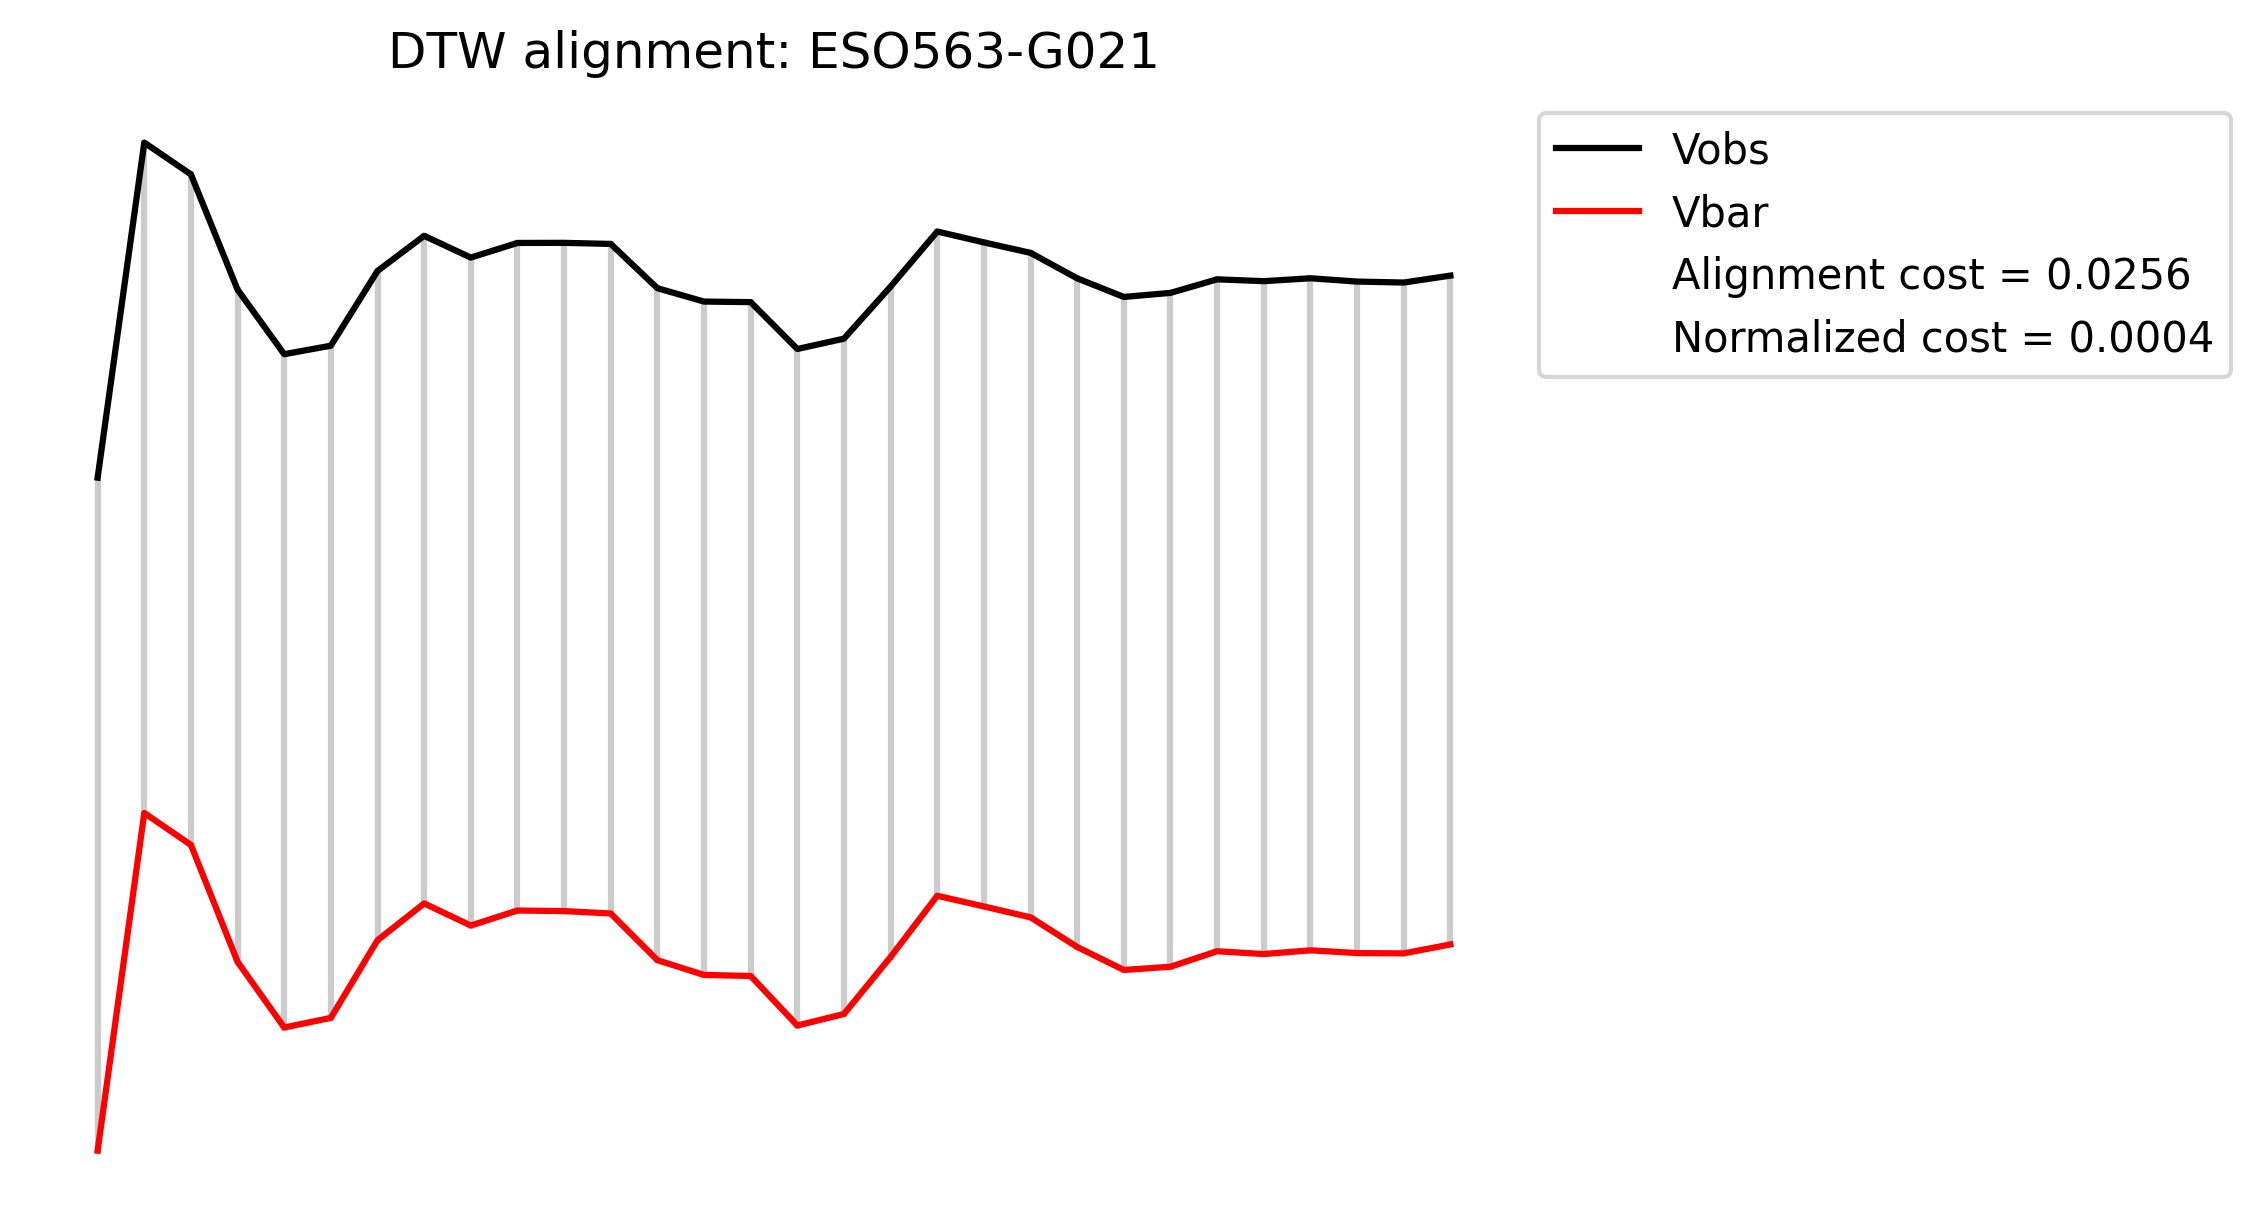 DTW alignment: ESO563-G021
Vobs
Vbar
Alignment cost = 0.0256
Normalized cost = 0.0004